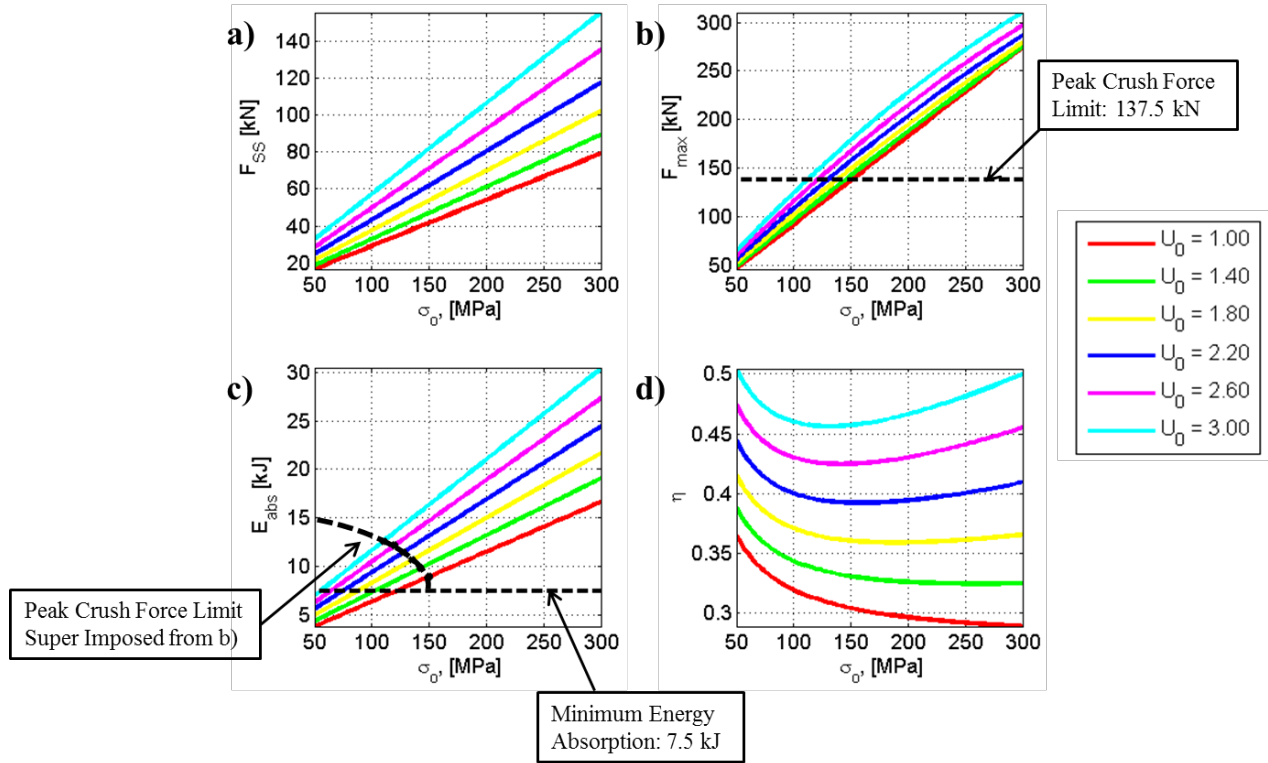 a)
F_SS [kN]
140
120
100
80
60
40
20
50 100 150 200 250 300
σ_0, [MPa]
b)
F_max [kN]
300
250
200
150
100
50
50 100 150 200 250 300
σ_0, [MPa]
Peak Crush Force
Limit: 137.5 kN
U_0 = 1.00
U_0 = 1.40
U_0 = 1.80
U_0 = 2.20
U_0 = 2.60
U_0 = 3.00
c)
E_abs [kJ]
30
25
20
15
10
5
50 100 150 200 250 300
σ_0, [MPa]
Peak Crush Force Limit
Super Imposed from b)
Minimum Energy
Absorption: 7.5 kJ
d)
η
0.5
0.45
0.4
0.35
0.3
50 100 150 200 250 300
σ_0, [MPa]